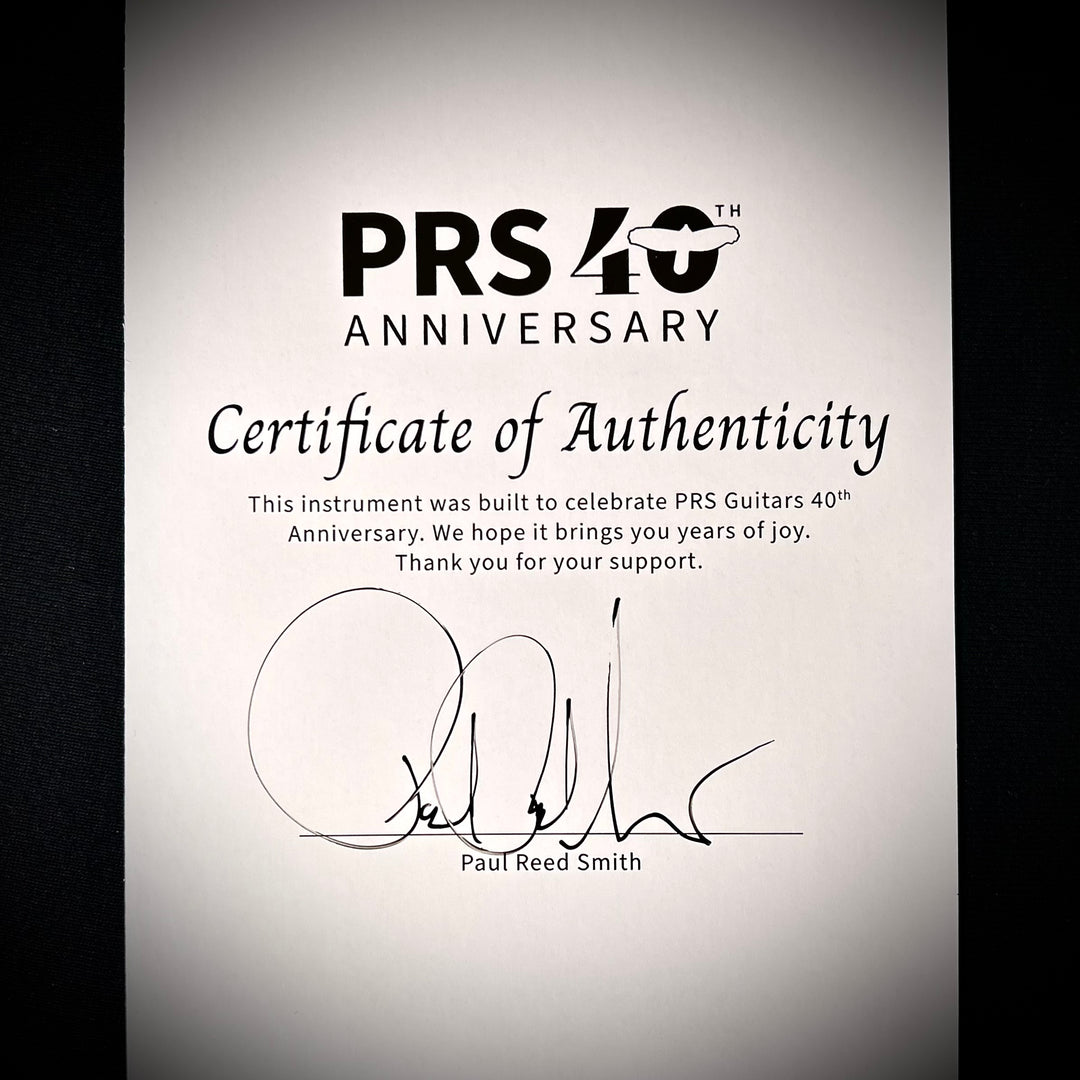 PRS 40TH
ANNIVERSARY
Certificate of Authenticity
This instrument was built to celebrate PRS Guitars 40th
Anniversary. We hope it brings you years of joy.
Thank you for your support.
Paul Reed Smith